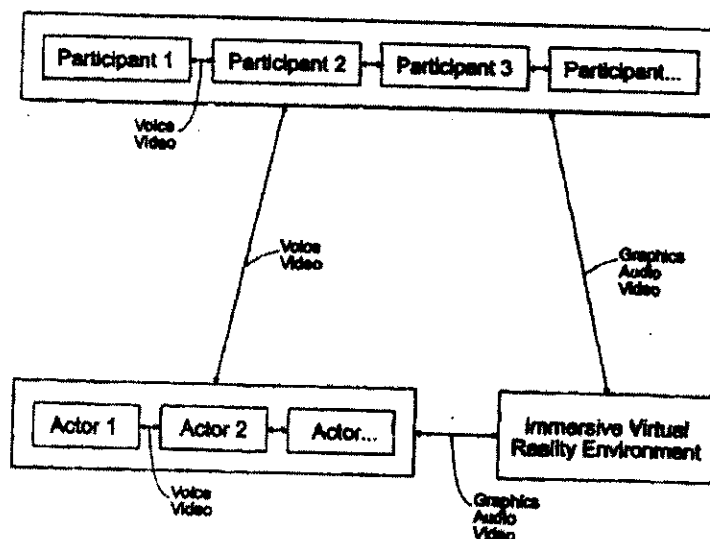 Participant 1
Participant 2
Participant 3
Participant...
Voice
Video
Voice
Video
Graphics
Audio
Video
Actor 1
Actor 2
Actor...
Immersive Virtual
Reality Environment
Voice
Video
Graphics
Audio
Video